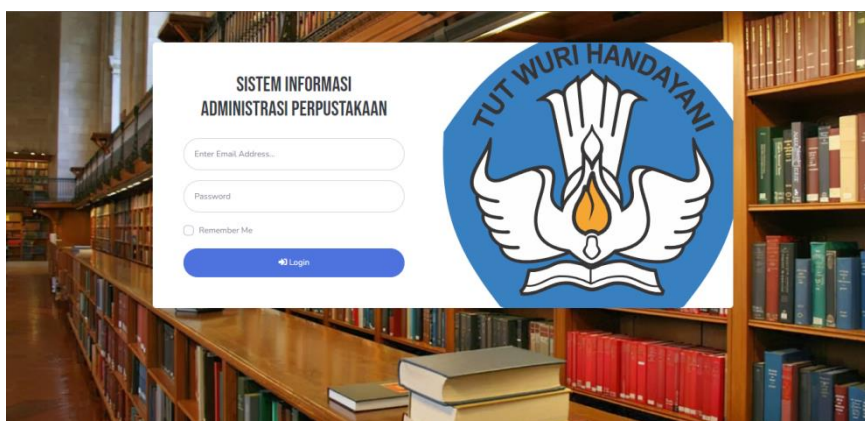 SISTEM INFORMASI
ADMINISTRASI PERPUSTAKAAN
Enter Email Address...
Password
Remember Me
Login
TUT WURI HANDAYANI